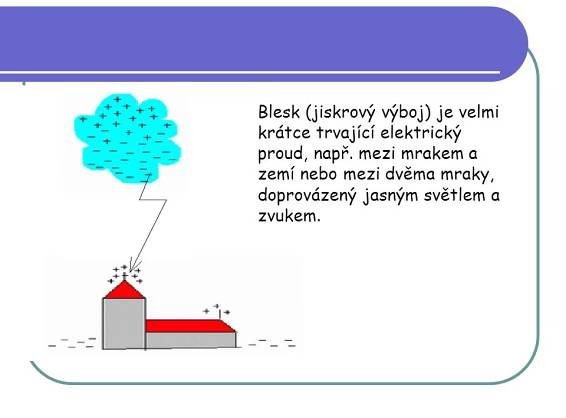 Blesk (jiskrový výboj) je velmi
krátce trvající elektrický
proud, např. mezi mrakem a
zemí nebo mezi dvěma mraky,
doprovázený jasným světlem a
zvukem.